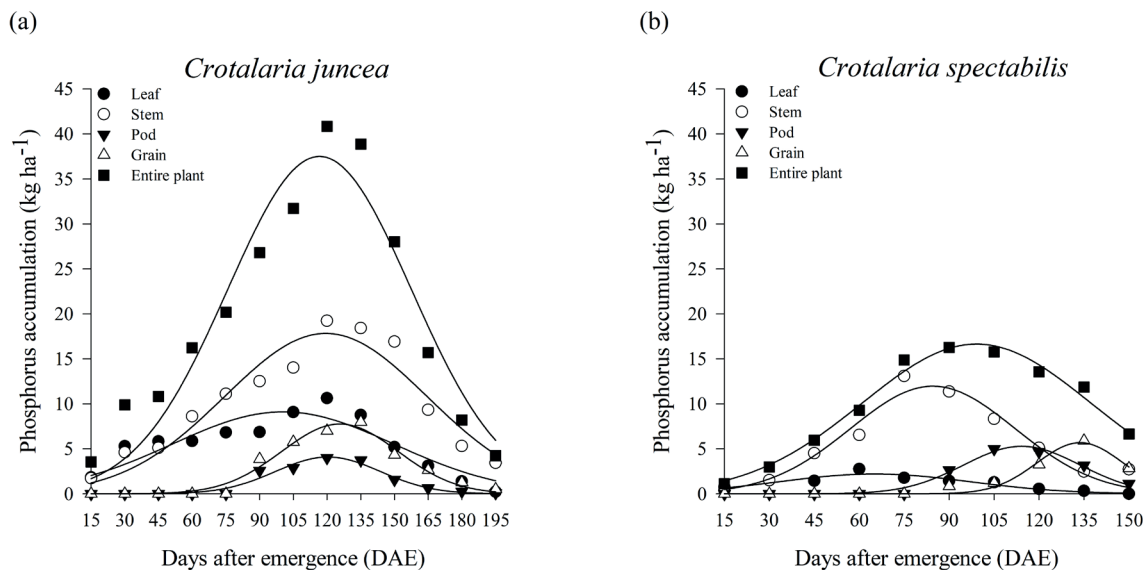 (a)
Crotalaria juncea
Leaf
Stem
Pod
Grain
Entire plant
45
40
35
30
25
20
15
10
5
0
Phosphorus accumulation (kg ha⁻¹)
15 30 45 60 75 90 105 120 135 150 165 180 195
Days after emergence (DAE)
(b)
Crotalaria spectabilis
Leaf
Stem
Pod
Grain
Entire plant
45
40
35
30
25
20
15
10
5
0
Phosphorus accumulation (kg ha⁻¹)
15 30 45 60 75 90 105 120 135 150
Days after emergence (DAE)